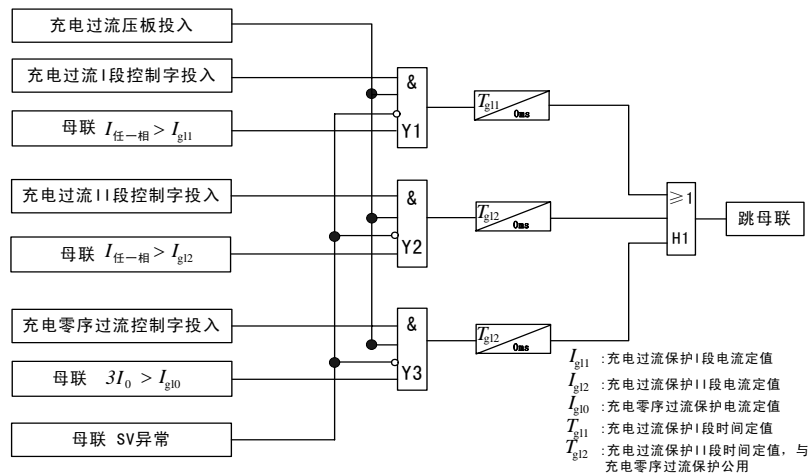 充电过流压板投入
充电过流I段控制字投入
母联 I任一相 > Igl1
充电过流II段控制字投入
母联 I任一相 > Igl2
充电零序过流控制字投入
母联 3I0 > Igl0
母联 SV异常
&
Y1
&
Y2
&
Y3
Tgl1
0ms
Tgl2
0ms
Tgl2
0ms
≥1
H1
跳母联
Igl1 :充电过流保护I段电流定值
Igl2 :充电过流保护II段电流定值
Igl0 :充电零序过流保护电流定值
Tgl1 :充电过流保护I段时间定值
Tgl2 :充电过流保护II段时间定值，与
充电零序过流保护公用